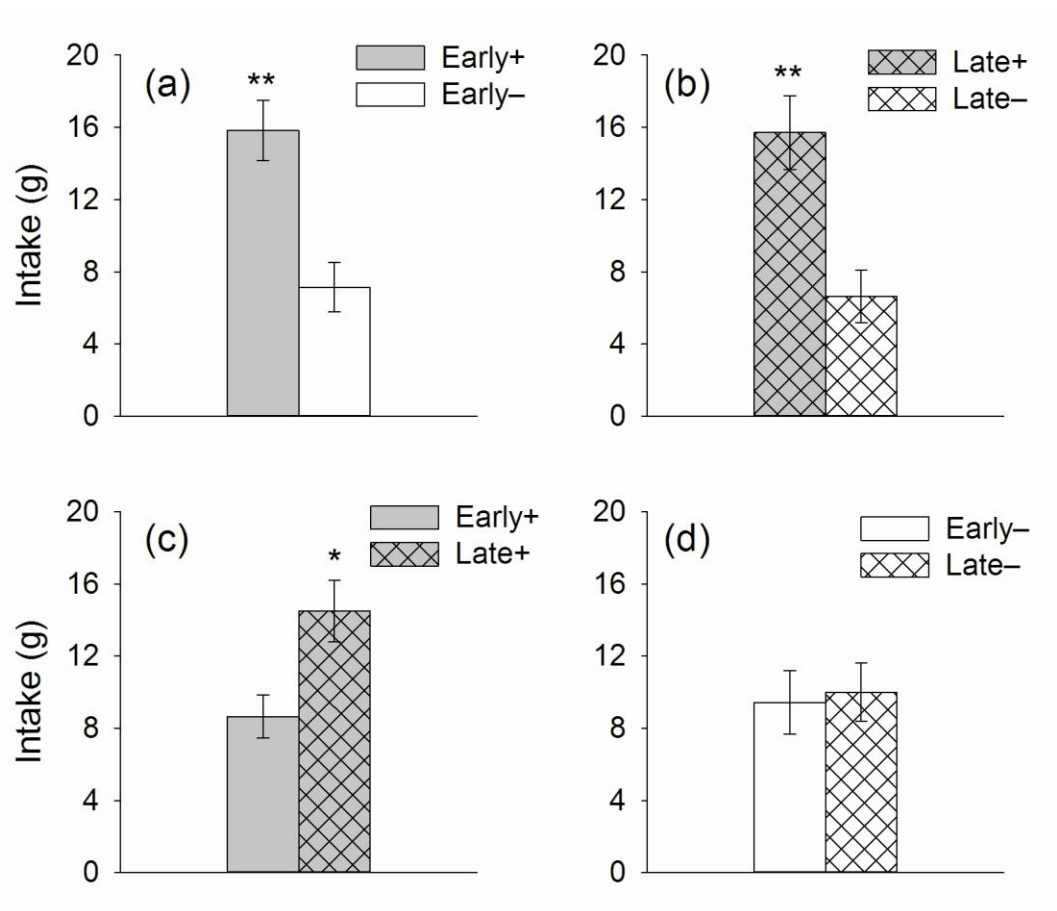 (a)
Intake (g)
20
16
12
8
4
0
**
Early+
Early–
(b)
20
16
12
8
4
0
**
Late+
Late–
(c)
Intake (g)
20
16
12
8
4
0
*
Early+
Late+
(d)
20
16
12
8
4
0
Early–
Late–